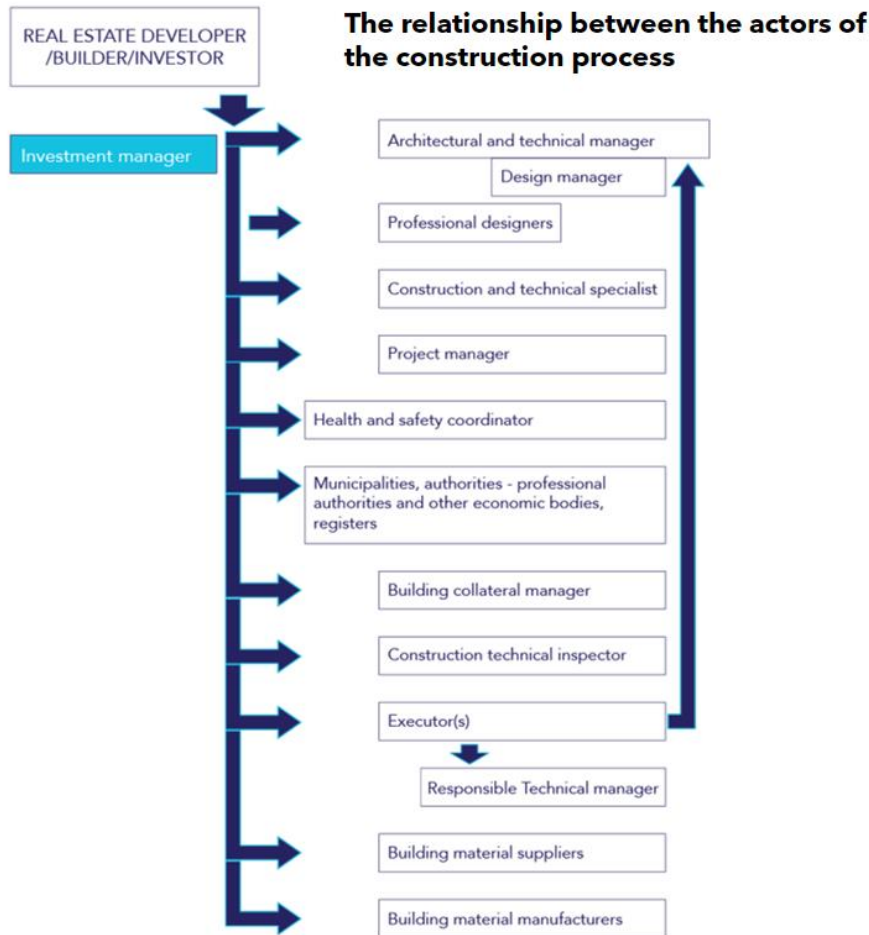 REAL ESTATE DEVELOPER
/BUILDER/INVESTOR
The relationship between the actors of
the construction process
Investment manager
Architectural and technical manager
Design manager
Professional designers
Construction and technical specialist
Project manager
Health and safety coordinator
Municipalities, authorities - professional
authorities and other economic bodies,
registers
Building collateral manager
Construction technical inspector
Executor(s)
Responsible Technical manager
Building material suppliers
Building material manufacturers